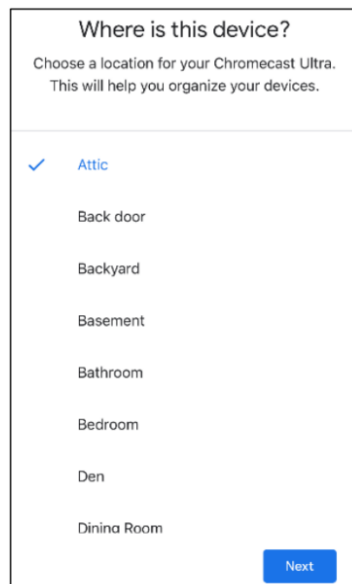 Where is this device?
Choose a location for your Chromecast Ultra.
This will help you organize your devices.
Attic
Back door
Backyard
Basement
Bathroom
Bedroom
Den
Dining Room
Next